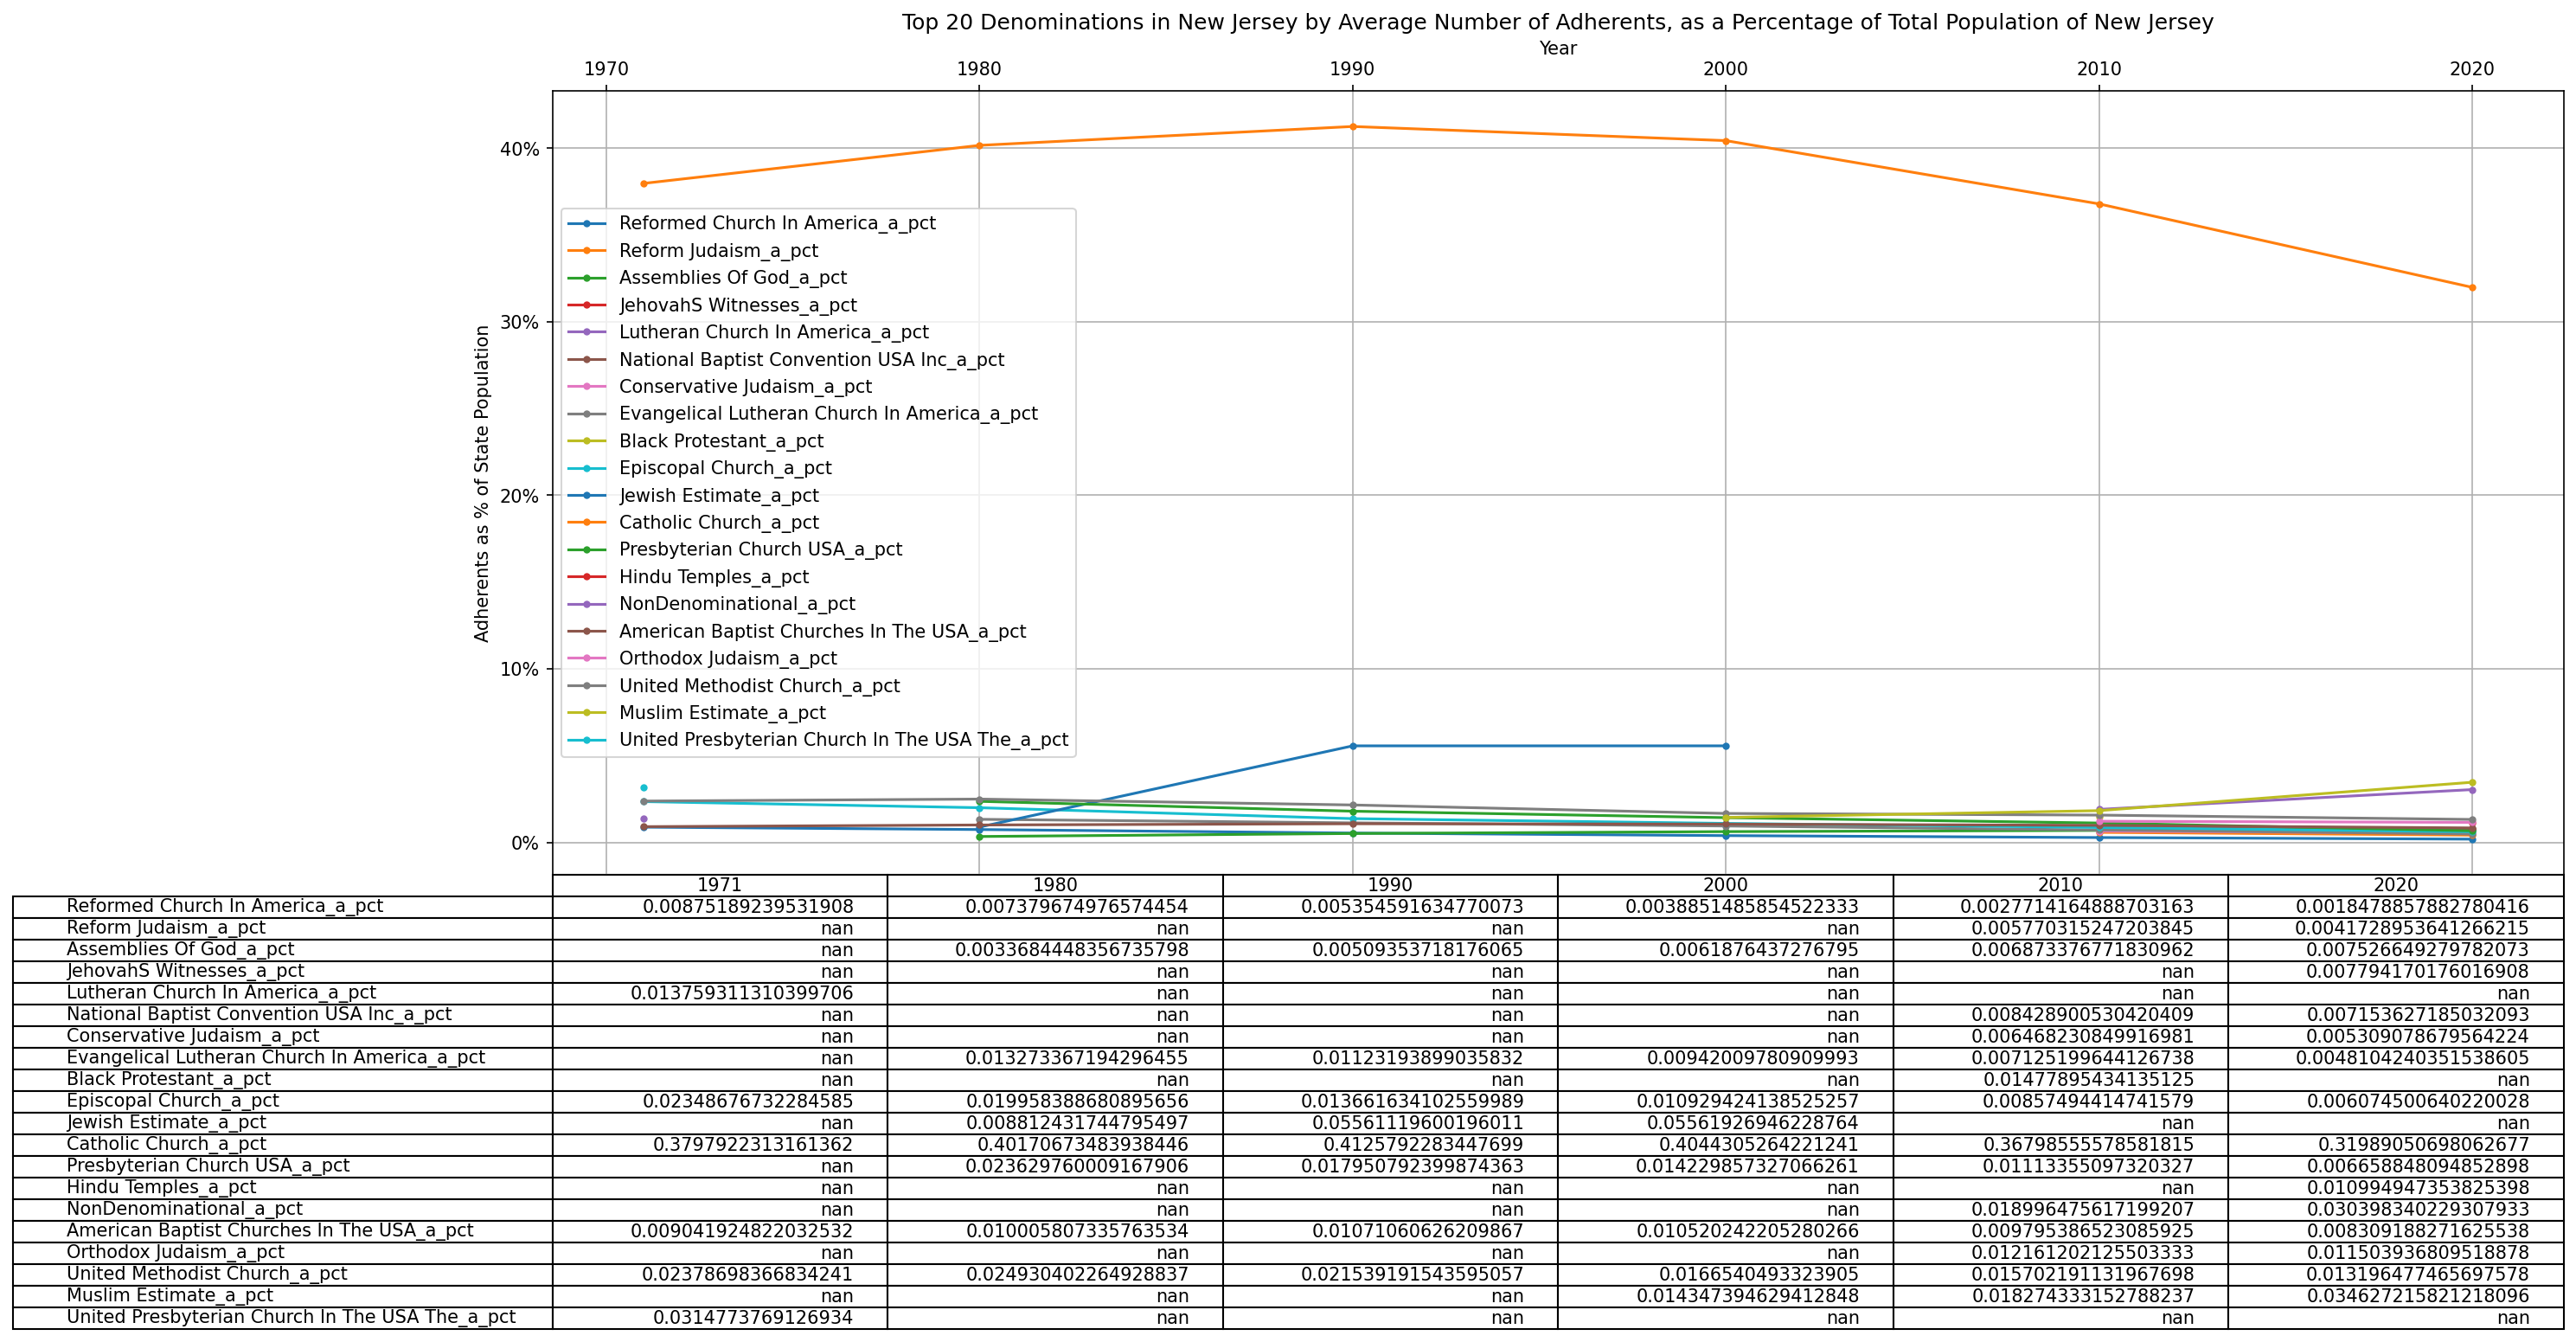 Top 20 Denominations in New Jersey by Average Number of Adherents, as a Percentage of Total Population of New Jersey
Year
1970 1980 1990 2000 2010 2020
Adherents as % of State Population
40%
30%
20%
10%
0%
Reformed Church In America_a_pct
Reform Judaism_a_pct
Assemblies Of God_a_pct
JehovahS Witnesses_a_pct
Lutheran Church In America_a_pct
National Baptist Convention USA Inc_a_pct
Conservative Judaism_a_pct
Evangelical Lutheran Church In America_a_pct
Black Protestant_a_pct
Episcopal Church_a_pct
Jewish Estimate_a_pct
Catholic Church_a_pct
Presbyterian Church USA_a_pct
Hindu Temples_a_pct
NonDenominational_a_pct
American Baptist Churches In The USA_a_pct
Orthodox Judaism_a_pct
United Methodist Church_a_pct
Muslim Estimate_a_pct
United Presbyterian Church In The USA The_a_pct
1971 1980 1990 2000 2010 2020
Reformed Church In America_a_pct 0.00875189239531908 0.007379674976574454 0.005354591634770073 0.0038851485854522333 0.0027714164888703163 0.0018478857882780416
Reform Judaism_a_pct nan nan nan nan 0.005770315247203845 0.0041728953641266215
Assemblies Of God_a_pct nan 0.0033684448356735798 0.00509353718176065 0.0061876437276795 0.006873376771830962 0.007526649279782073
JehovahS Witnesses_a_pct nan nan nan nan nan 0.007794170176016908
Lutheran Church In America_a_pct 0.013759311310399706 nan nan nan nan nan
National Baptist Convention USA Inc_a_pct nan nan nan nan 0.008428900530420409 0.007153627185032093
Conservative Judaism_a_pct nan nan nan nan 0.006468230849916981 0.005309078679564224
Evangelical Lutheran Church In America_a_pct nan 0.013273367194296455 0.01123193899035832 0.00942009780909993 0.007125199644126738 0.0048104240351538605
Black Protestant_a_pct nan nan nan nan 0.01477895434135125 nan
Episcopal Church_a_pct 0.02348676732284585 0.019958388680895656 0.013661634102559989 0.010929424138525257 0.00857494414741579 0.006074500640220028
Jewish Estimate_a_pct nan 0.008812431744795497 0.05561119600196011 0.05561926946228764 nan nan
Catholic Church_a_pct 0.3797922313161362 0.40170673483938446 0.4125792283447699 0.4044305264221241 0.36798555578581815 0.319890506980626​77
Presbyterian Church USA_a_pct nan 0.023629760009167906 0.017950792399874363 0.014229857327066261 0.01113355097320327 0.006658848094852898
Hindu Temples_a_pct nan nan nan nan nan 0.010994947353825398
NonDenominational_a_pct nan nan nan nan 0.018996475617199207 0.030398340229307933
American Baptist Churches In The USA_a_pct 0.009041924822032532 0.010005807335763534 0.01071060626209867 0.010520242205280266 0.009795386523085925 0.008309188271625538
Orthodox Judaism_a_pct nan nan nan nan 0.012161202125503333 0.011503936809518878
United Methodist Church_a_pct 0.02378698366834241 0.024930402264928837 0.021539191543595057 0.0166540493323905 0.015702191131967698 0.013196477465697578
Muslim Estimate_a_pct nan nan nan 0.014347394629412848 0.018274333152788237 0.034627215821218096
United Presbyterian Church In The USA The_a_pct 0.0314773769126934 nan nan nan nan nan